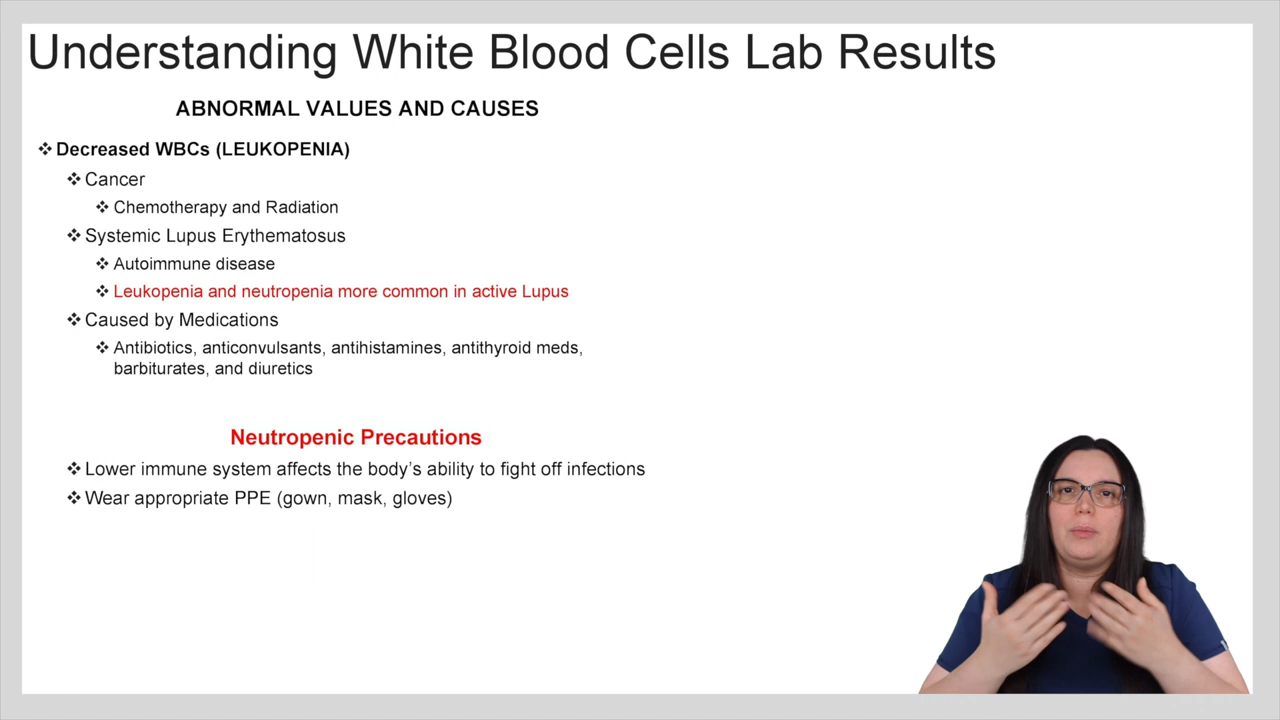 Understanding White Blood Cells Lab Results
ABNORMAL VALUES AND CAUSES
❖ Decreased WBCs (LEUKOPENIA)
❖ Cancer
❖ Chemotherapy and Radiation
❖ Systemic Lupus Erythematosus
❖ Autoimmune disease
❖ Leukopenia and neutropenia more common in active Lupus
❖ Caused by Medications
❖ Antibiotics, anticonvulsants, antihistamines, antithyroid meds,
barbiturates, and diuretics
Neutropenic Precautions
❖ Lower immune system affects the body’s ability to fight off infections
❖ Wear appropriate PPE (gown, mask, gloves)